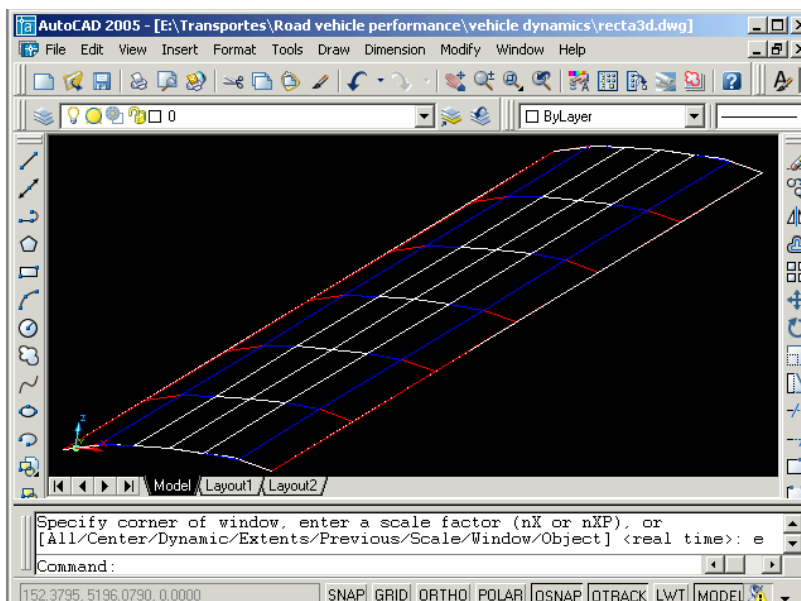 AutoCAD 2005 - [E:\Transportes\Road vehicle performance\vehicle dynamics\recta3d.dwg]
File Edit View Insert Format Tools Draw Dimension Modify Window Help
0 ByLayer
z
Model Layout1 Layout2
Specify corner of window, enter a scale factor (nX or nXP), or
[All/Center/Dynamic/Extents/Previous/Scale/Window/Object] <real time>: e
Command:
152.3795, 5196.0790, 0.0000 SNAP GRID ORTHO POLAR OSNAP OTRACK LWT MODEL